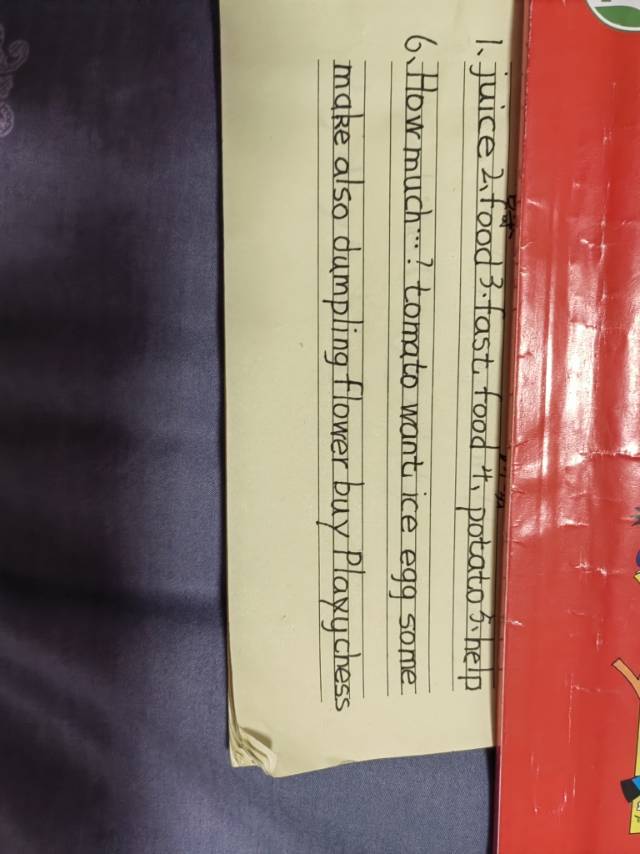 1、juice 2、food 3.fast food 4、potato 5.help
6、How much…? tomato want ice egg some
make also dumpling flower buy Play chess